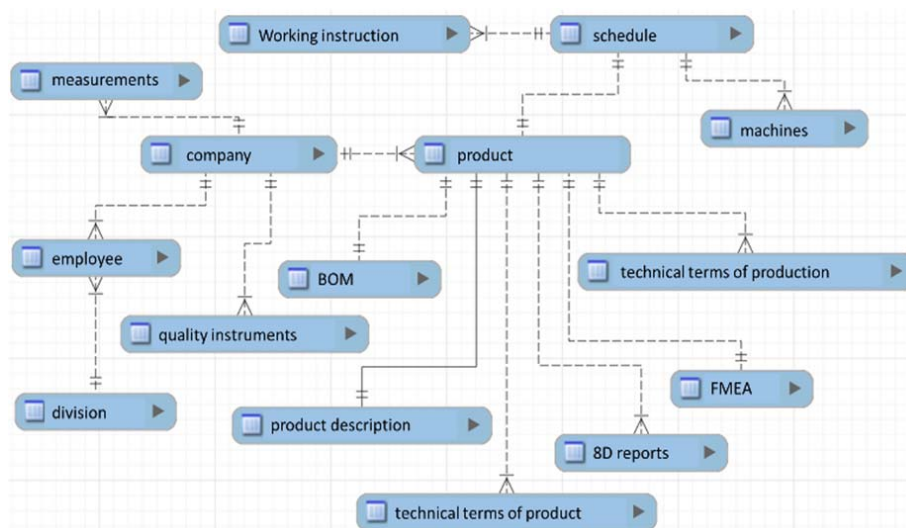 Working instruction
schedule
measurements
machines
company
product
employee
BOM
technical terms of production
quality instruments
FMEA
division
product description
8D reports
technical terms of product